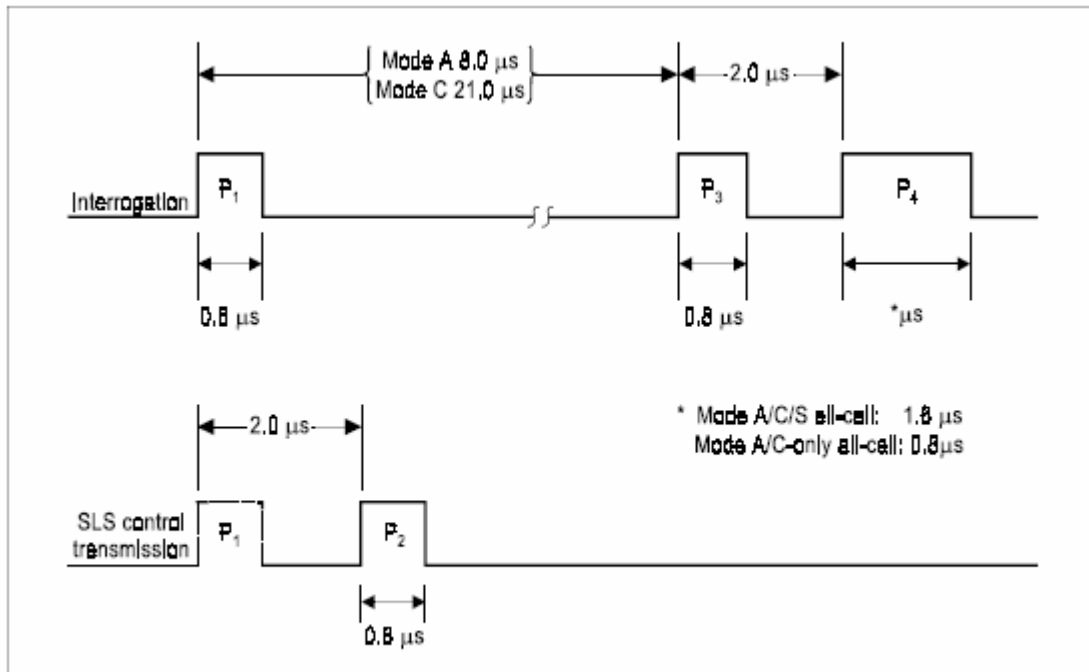 Mode A 8.0 μs
Mode C 21.0 μs
2.0 μs
Interrogation
P1
P3
P4
0.8 μs
0.8 μs
*μs
2.0 μs
* Mode A/C/S all-call: 1.6 μs
Mode A/C-only all-call: 0.8μs
SLS control
transmission
P1
P2
0.8 μs